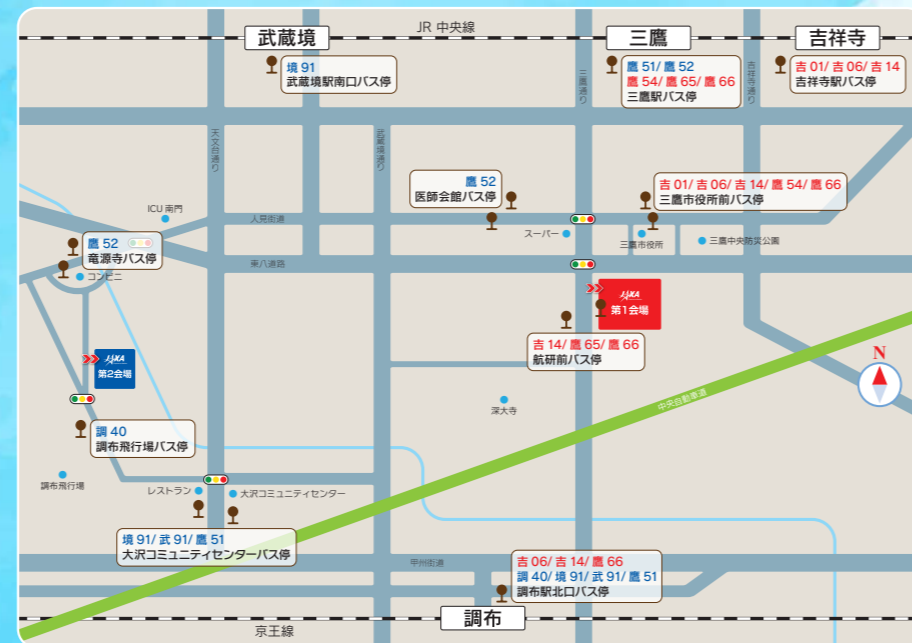 JR 中央線
武蔵境
三鷹
吉祥寺
境 91
武蔵境駅南口バス停
三鷹通り
鷹 51/ 鷹 52
鷹 54/ 鷹 65/ 鷹 66
三鷹駅バス停
吉祥寺通り
吉 01/ 吉 06/ 吉 14
吉祥寺駅バス停
天文台通り
武蔵境通り
鷹 52
医師会館バス停
吉 01/ 吉 06/ 吉 14/ 鷹 54/ 鷹 66
三鷹市役所前バス停
ICU 南門
人見街道
スーパー
三鷹市役所
三鷹中央防災公園
鷹 52
竜源寺バス停
コンビニ
東八道路
JAXA
第1会場
吉 14/ 鷹 65/ 鷹 66
航研前バス停
N
JAXA
第2会場
深大寺
中央自動車道
調 40
調布飛行場バス停
調布飛行場
レストラン
大沢コミュニティセンター
境 91/ 武 91/ 鷹 51
大沢コミュニティセンターバス停
甲州街道
吉 06/ 吉 14/ 鷹 66
調 40/ 境 91/ 武 91/ 鷹 51
調布駅北口バス停
調布
京王線